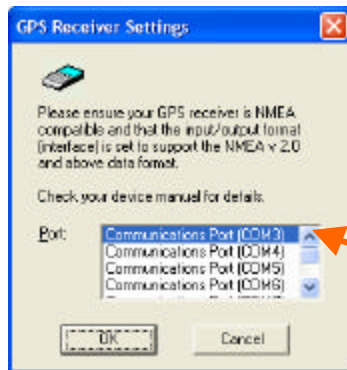 GPS Receiver Settings
Please ensure your GPS receiver is NMEA
compatible and that the input/output format
(interface) is set to support the NMEA v 2.0
and above data format.
Check your device manual for details.
Port:
Communications Port (COM3)
Communications Port (COM4)
Communications Port (COM5)
Communications Port (COM6)
OK
Cancel